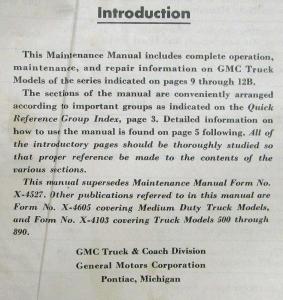 Introduction
This Maintenance Manual includes complete operation,
maintenance, and repair information on GMC Truck
Models of the series indicated on pages 9 through 12B.
The sections of the manual are conveniently arranged
according to important groups as indicated on the Quick
Reference Group Index, page 3. Detailed information on
how to use the manual is found on page 5 following. All of
the introductory pages should be thoroughly studied so
that proper reference be made to the contents of the
various sections.
This manual supersedes Maintenance Manual Form No.
X-4527. Other publications referred to in this manual are
Form No. X-4605 covering Medium Duty Truck Models,
and Form No. X-4103 covering Truck Models 500 through
890.
GMC Truck & Coach Division
General Motors Corporation
Pontiac, Michigan